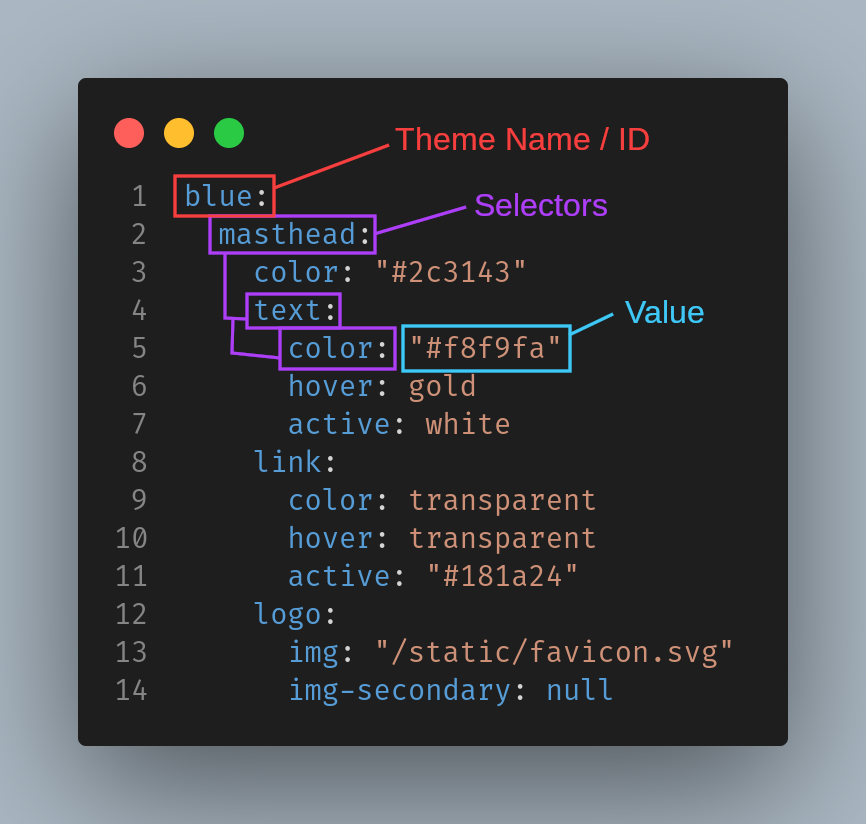 Theme Name / ID
1 blue:
Selectors
2   masthead:
3     color: "#2c3143"
4     text:
Value
5       color: "#f8f9fa"
6       hover: gold
7       active: white
8     link:
9       color: transparent
10       hover: transparent
11       active: "#181a24"
12     logo:
13       img: "/static/favicon.svg"
14       img-secondary: null